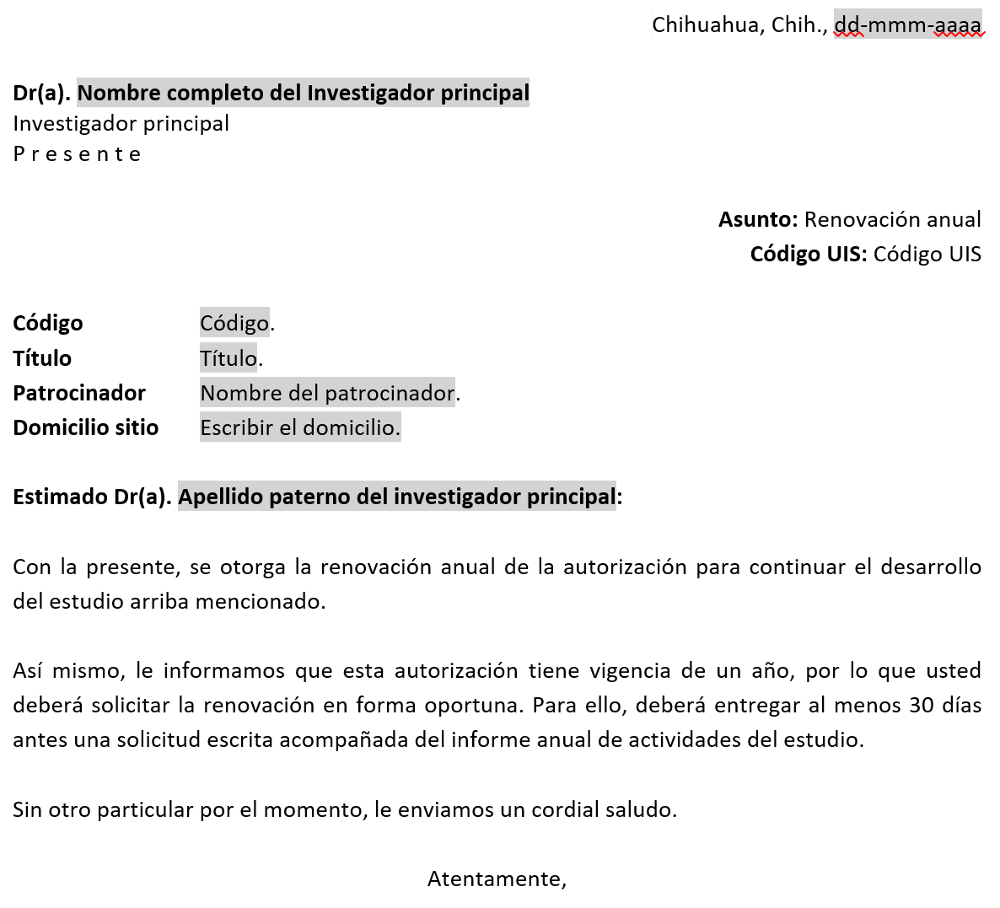 Chihuahua, Chih., dd-mmm-aaaa
Dr(a). Nombre completo del Investigador principal
Investigador principal
P r e s e n t e
Asunto: Renovación anual
Código UIS: Código UIS
Código Código.
Título Título.
Patrocinador Nombre del patrocinador.
Domicilio sitio Escribir el domicilio.
Estimado Dr(a). Apellido paterno del investigador principal:
Con la presente, se otorga la renovación anual de la autorización para continuar el desarrollo
del estudio arriba mencionado.
Así mismo, le informamos que esta autorización tiene vigencia de un año, por lo que usted
deberá solicitar la renovación en forma oportuna. Para ello, deberá entregar al menos 30 días
antes una solicitud escrita acompañada del informe anual de actividades del estudio.
Sin otro particular por el momento, le enviamos un cordial saludo.
Atentamente,